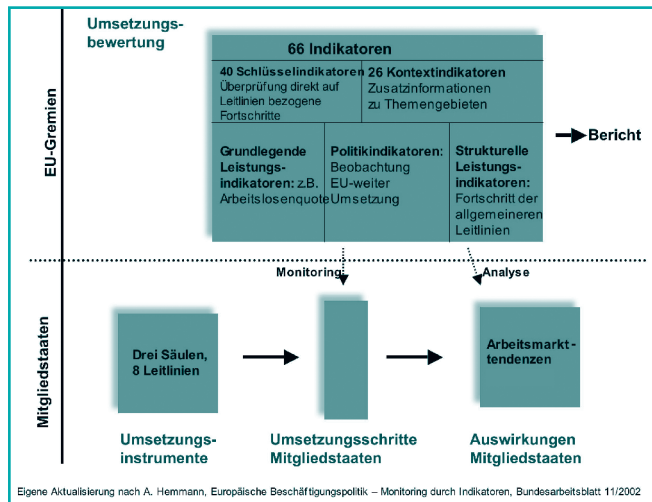 Umsetzungs-
bewertung
66 Indikatoren
40 Schlüsselindikatoren
Überprüfung direkt auf
Leitlinien bezogene
Fortschritte
26 Kontextindikatoren
Zusatzinformationen
zu Themengebieten
Grundlegende
Leistungs-
indikatoren: z.B.
Arbeitslosenquote
Politikindikatoren:
Beobachtung
EU-weiter
Umsetzung
Strukturelle
Leistungs-
indikatoren:
Fortschritt der
allgemeineren
Leitlinien
Bericht
EU-Gremien
Monitoring
Analyse
Mitgliedstaaten
Drei Säulen,
8 Leitlinien
Arbeitsmarkt-
tendenzen
Umsetzungs-
instrumente
Umsetzungsschritte
Mitgliedstaaten
Auswirkungen
Mitgliedstaaten
Eigene Aktualisierung nach A. Hemmann, Europäische Beschäftigungspolitik – Monitoring durch Indikatoren, Bundesarbeitsblatt 11/2002